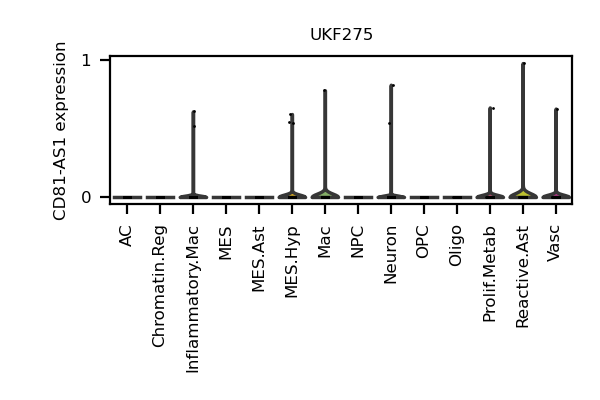 UKF275
CD81-AS1 expression
1
0
AC
Chromatin.Reg
Inflammatory.Mac
MES
MES.Ast
MES.Hyp
Mac
NPC
Neuron
OPC
Oligo
Prolif.Metab
Reactive.Ast
Vasc